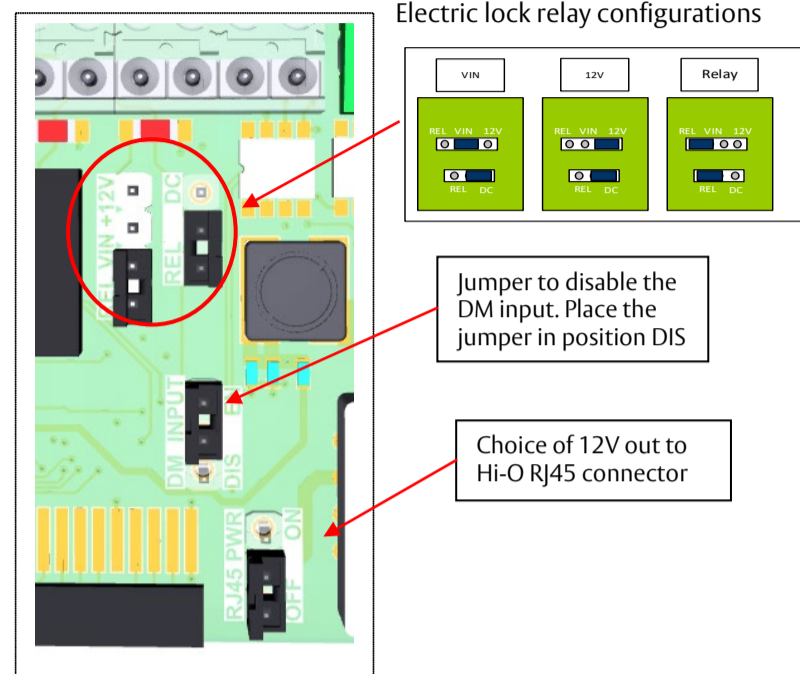 Electric lock relay configurations
VIN
12V
Relay
REL VIN 12V
REL DC
REL VIN 12V
REL DC
REL VIN 12V
REL DC
REL VIN +12V
REL DC
Jumper to disable the
DM input. Place the
jumper in position DIS
DM INPUT
DIS EN
Choice of 12V out to
Hi-O RJ45 connector
RJ45 PWR
OFF ON